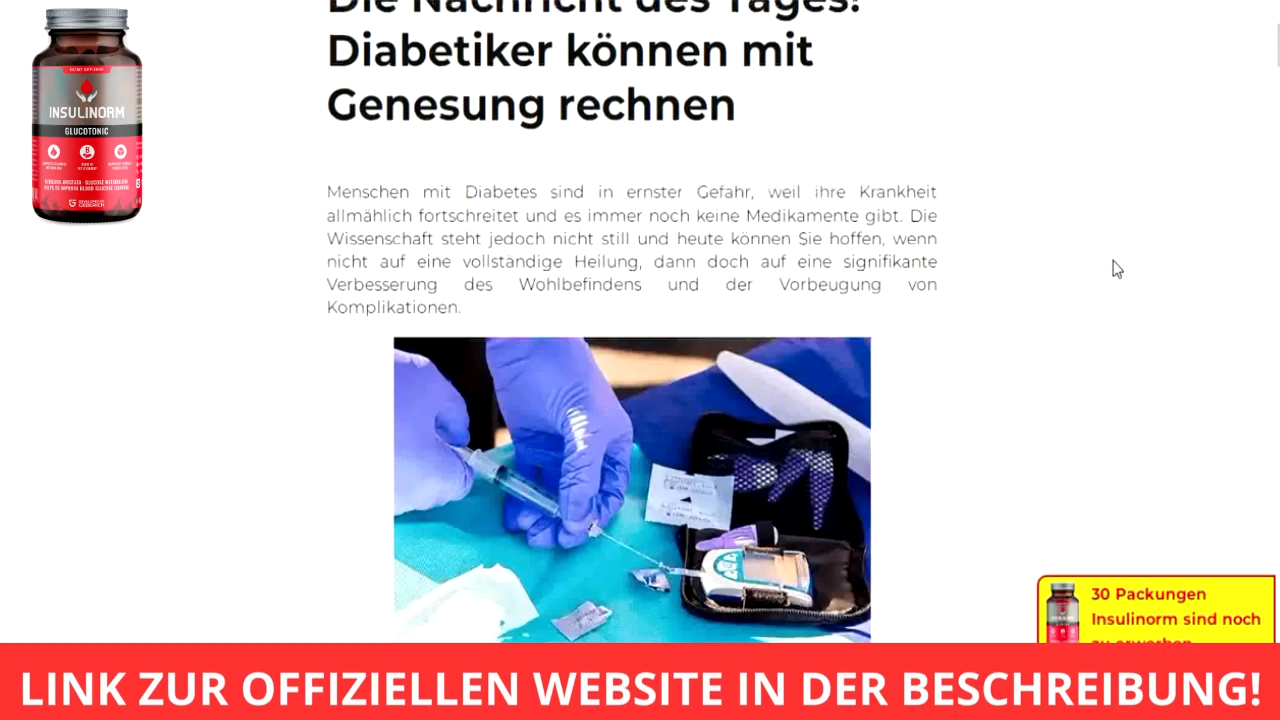 Die Nachricht des Tages!
Diabetiker können mit
Genesung rechnen
INSULINORM
GLUCOTONIC
Menschen mit Diabetes sind in ernster Gefahr, weil ihre Krankheit
allmählich fortschreitet und es immer noch keine Medikamente gibt. Die
Wissenschaft steht jedoch nicht still und heute können Sie hoffen, wenn
nicht auf eine vollständige Heilung, dann doch auf eine signifikante
Verbesserung des Wohlbefindens und der Vorbeugung von
Komplikationen.
30 Packungen
Insulinorm sind noch
zu erwerben
LINK ZUR OFFIZIELLEN WEBSITE IN DER BESCHREIBUNG!